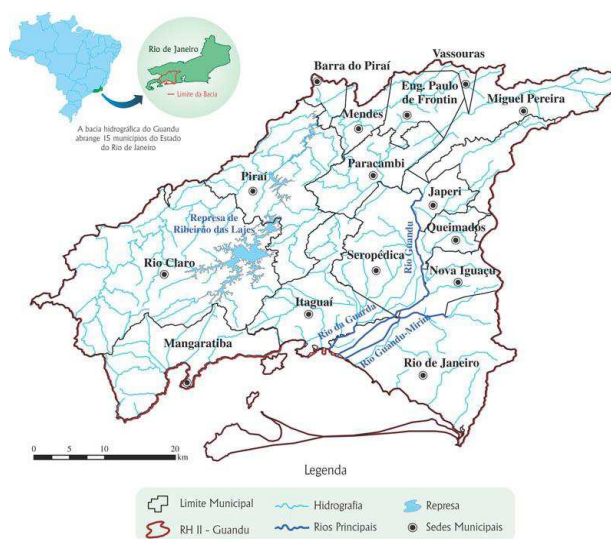 Rio de Janeiro
Limite da Bacia
A bacia hidrográfica do Guandu
abrange 15 municípios do Estado
do Rio de Janeiro
Vassouras
Barra do Piraí
Eng. Paulo
de Frontin
Miguel Pereira
Mendes
Paracambi
Piraí
Japeri
Represa de
Ribeirão das Lajes
Queimados
Rio Guandu
Seropédica
Rio Claro
Nova Iguaçu
Itaguaí
Rio da Guarda
Rio Guandu-Mirim
Mangaratiba
Rio de Janeiro
0 5 10 20
km
Legenda
Limite Municipal
Hidrografia
Represa
RH II - Guandu
Rios Principais
Sedes Municipais